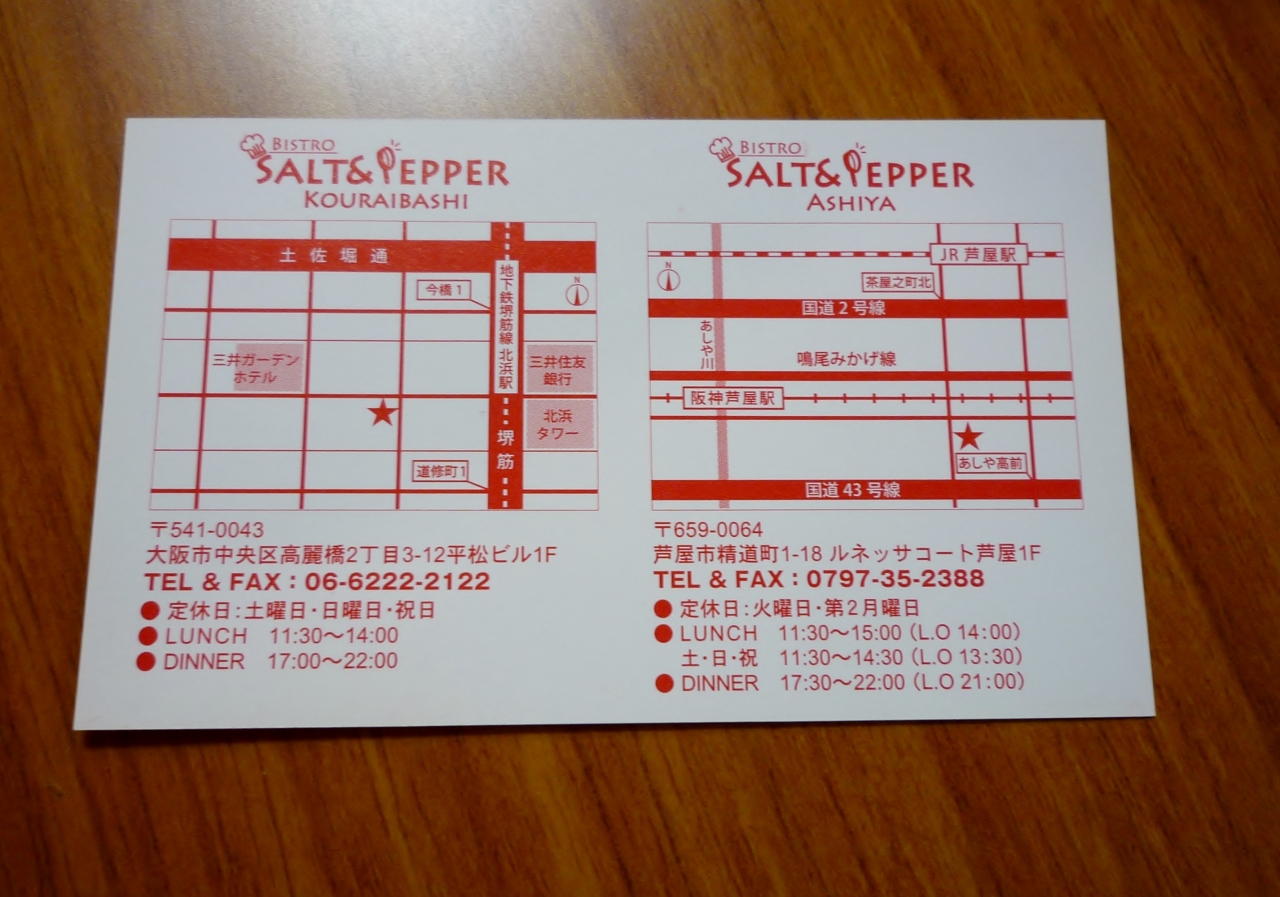 BISTRO
SALT&PEPPER
KOURAIBASHI
土佐堀通
今橋1
N
地下鉄堺筋線 北浜駅
三井ガーデン
ホテル
三井住友
銀行
北浜
タワー
堺筋
道修町1
〒541-0043
大阪市中央区高麗橋2丁目3-12平松ビル1F
TEL & FAX:06-6222-2122
● 定休日:土曜日・日曜日・祝日
● LUNCH 11:30〜14:00
● DINNER 17:00〜22:00
BISTRO
SALT&PEPPER
ASHIYA
JR 芦屋駅
N
茶屋之町北
国道2号線
あしや川
鳴尾みかげ線
阪神芦屋駅
あしや高前
国道43号線
〒659-0064
芦屋市精道町1-18 ルネッサコート芦屋1F
TEL & FAX:0797-35-2388
● 定休日:火曜日・第2月曜日
● LUNCH 11:30〜15:00(L.O 14:00)
土・日・祝 11:30〜14:30(L.O 13:30)
● DINNER 17:30〜22:00(L.O 21:00)